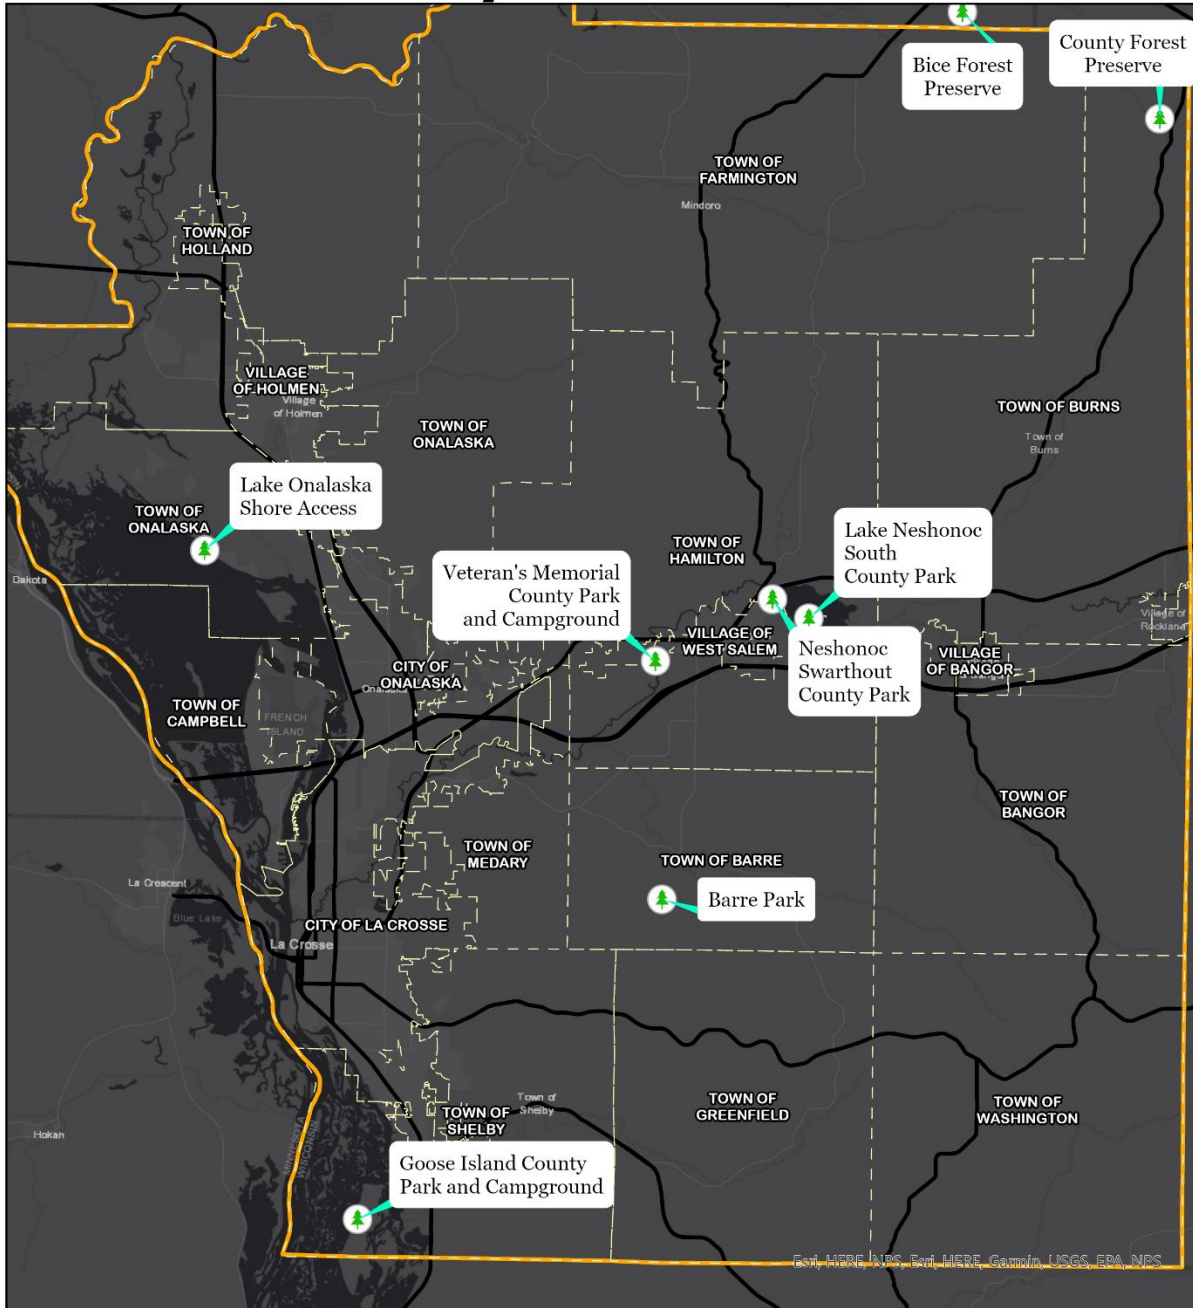 Bice Forest
Preserve
County Forest
Preserve
TOWN OF
FARMINGTON
Mindoro
TOWN OF
HOLLAND
VILLAGE
OF HOLMEN
Village
of Holmen
TOWN OF
ONALASKA
TOWN OF BURNS
Town of
Burns
Lake Onalaska
Shore Access
TOWN OF
ONALASKA
Dakota
TOWN OF
HAMILTON
Lake Neshonoc
South
County Park
Veteran's Memorial
County Park
and Campground
VILLAGE OF
WEST SALEM
Neshonoc
Swarthout
County Park
Village of
VILLAGE
OF BANGOR
CITY OF
ONALASKA
TOWN OF
CAMPBELL
FRENCH
ISLAND
TOWN OF
BANGOR
TOWN OF
MEDARY
TOWN OF BARRE
Barre Park
La Crescent
Blue Lake
CITY OF LA CROSSE
La Crosse
TOWN OF
GREENFIELD
TOWN OF
WASHINGTON
Town of
Shelby
TOWN OF
SHELBY
Hokah
MINNESOTA
WISCONSIN
Goose Island County
Park and Campground
Esri, HERE, NPS, Esri, HERE, Garmin, USGS, EPA, NPS